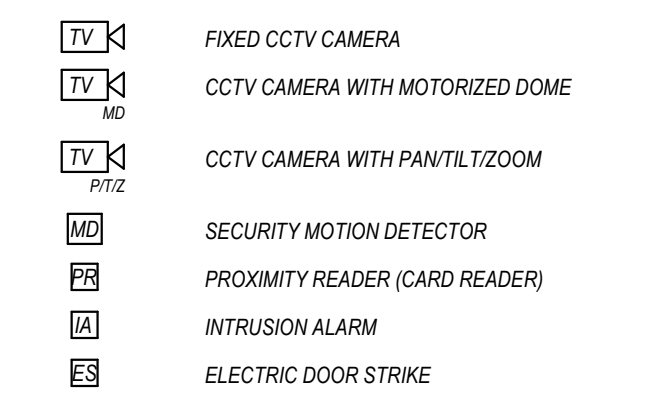 TV FIXED CCTV CAMERA
TV CCTV CAMERA WITH MOTORIZED DOME
MD
TV CCTV CAMERA WITH PAN/TILT/ZOOM
P/T/Z
MD SECURITY MOTION DETECTOR
PR PROXIMITY READER (CARD READER)
IA INTRUSION ALARM
ES ELECTRIC DOOR STRIKE